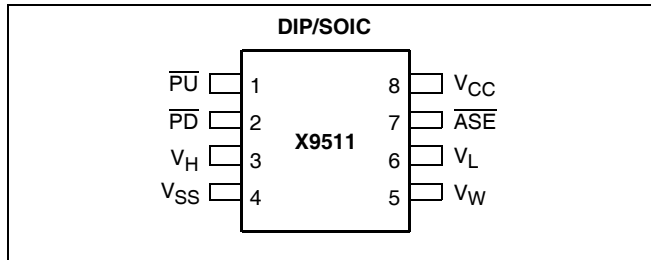 DIP/SOIC
PU 1 8 VCC
PD 2 7 ASE
X9511
VH 3 6 VL
VSS 4 5 VW